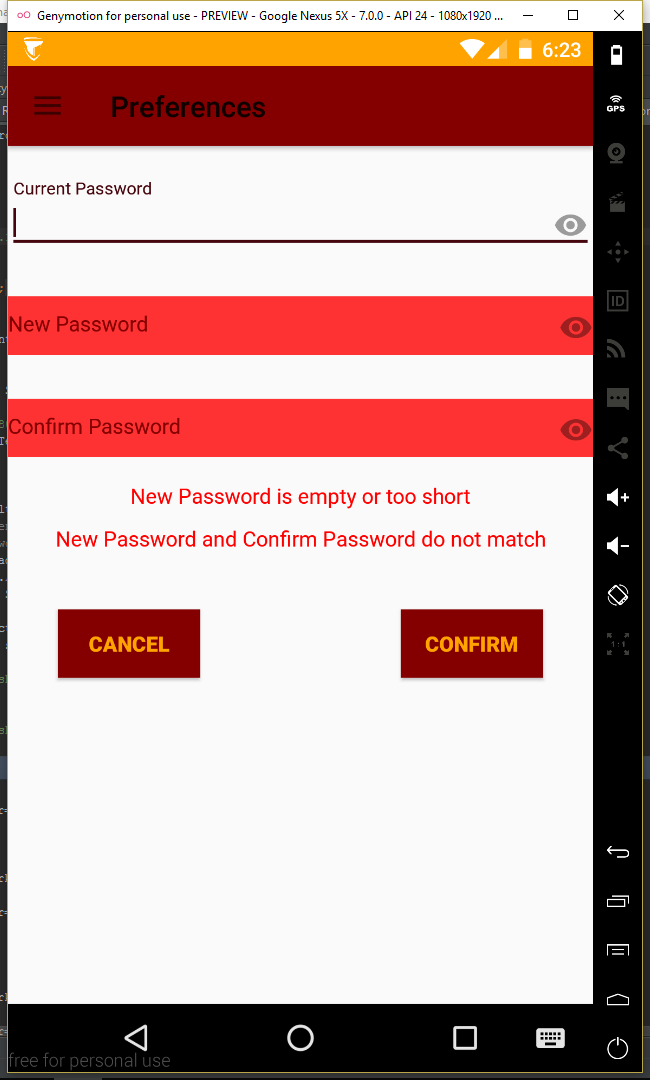 Genymotion for personal use - PREVIEW - Google Nexus 5X - 7.0.0 - API 24 - 1080x1920 ...
6:23
GPS
Preferences
Current Password
ID
New Password
Confirm Password
New Password is empty or too short
New Password and Confirm Password do not match
CANCEL
CONFIRM
1:1
free for personal use